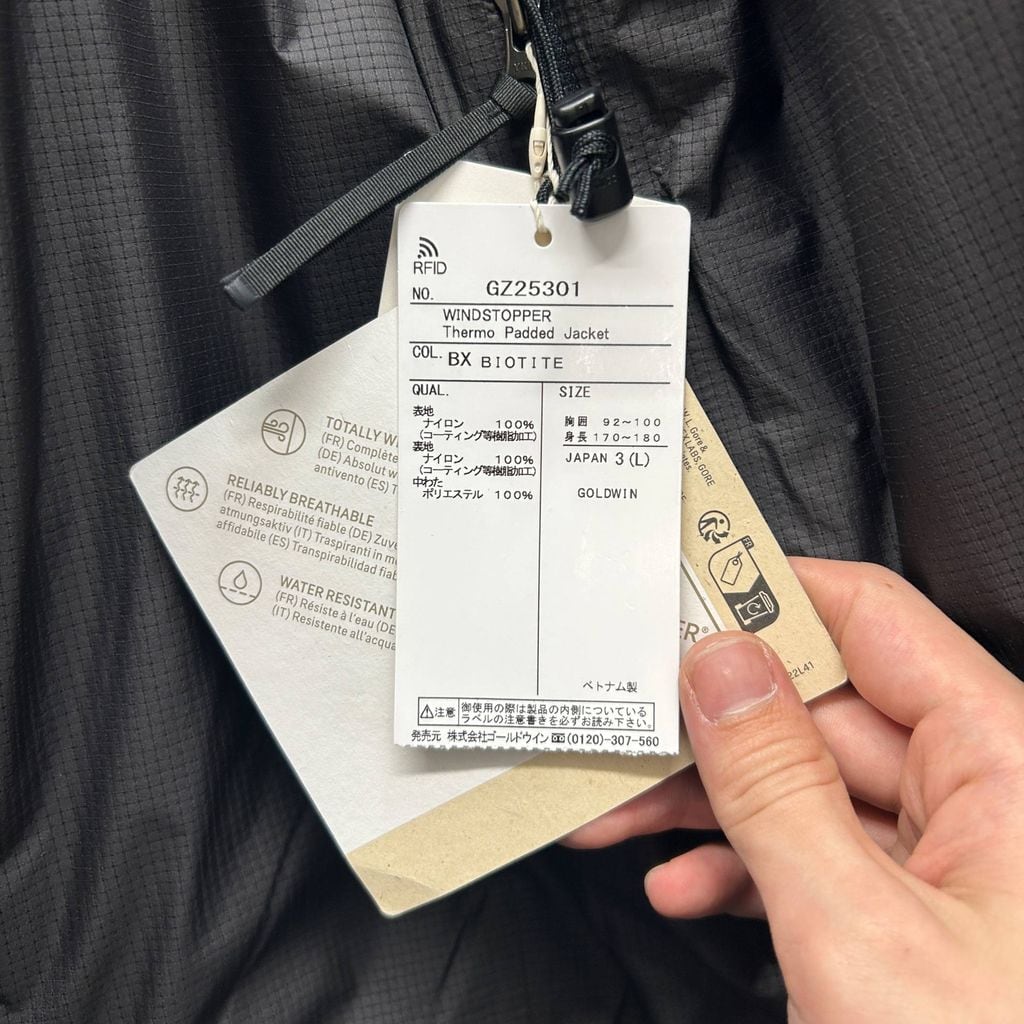 RFID
NO. GZ25301
WINDSTOPPER
Thermo Padded Jacket
COL. BX BIOTITE
QUAL.
表地
ナイロン 100%
(コーティング等樹脂加工)
裏地
ナイロン 100%
(コーティング等樹脂加工)
中わた
ポリエステル 100%
SIZE
胸囲 92~100
身長 170~180
JAPAN 3 (L)
GOLDWIN
ベトナム製
注意 御使用の際は製品の内側についている
ラベルの注意書きを必ずお読み下さい。
発売元 株式会社ゴールドウイン (0120)-307-560
TOTALLY
(FR)
(DE) Absolut
antivento (ES)
RELIABLY BREATHABLE
(FR) Respirabilité fiable (DE)
atmungsaktiv (IT) Traspiranti in
affidabile (ES) Transpirabilidad
WATER RESISTANT
(FR) Résiste à l'eau (DE
(IT) Resistente all'acqua
Gore &
LABS, GORE
FR
ER®
22L41